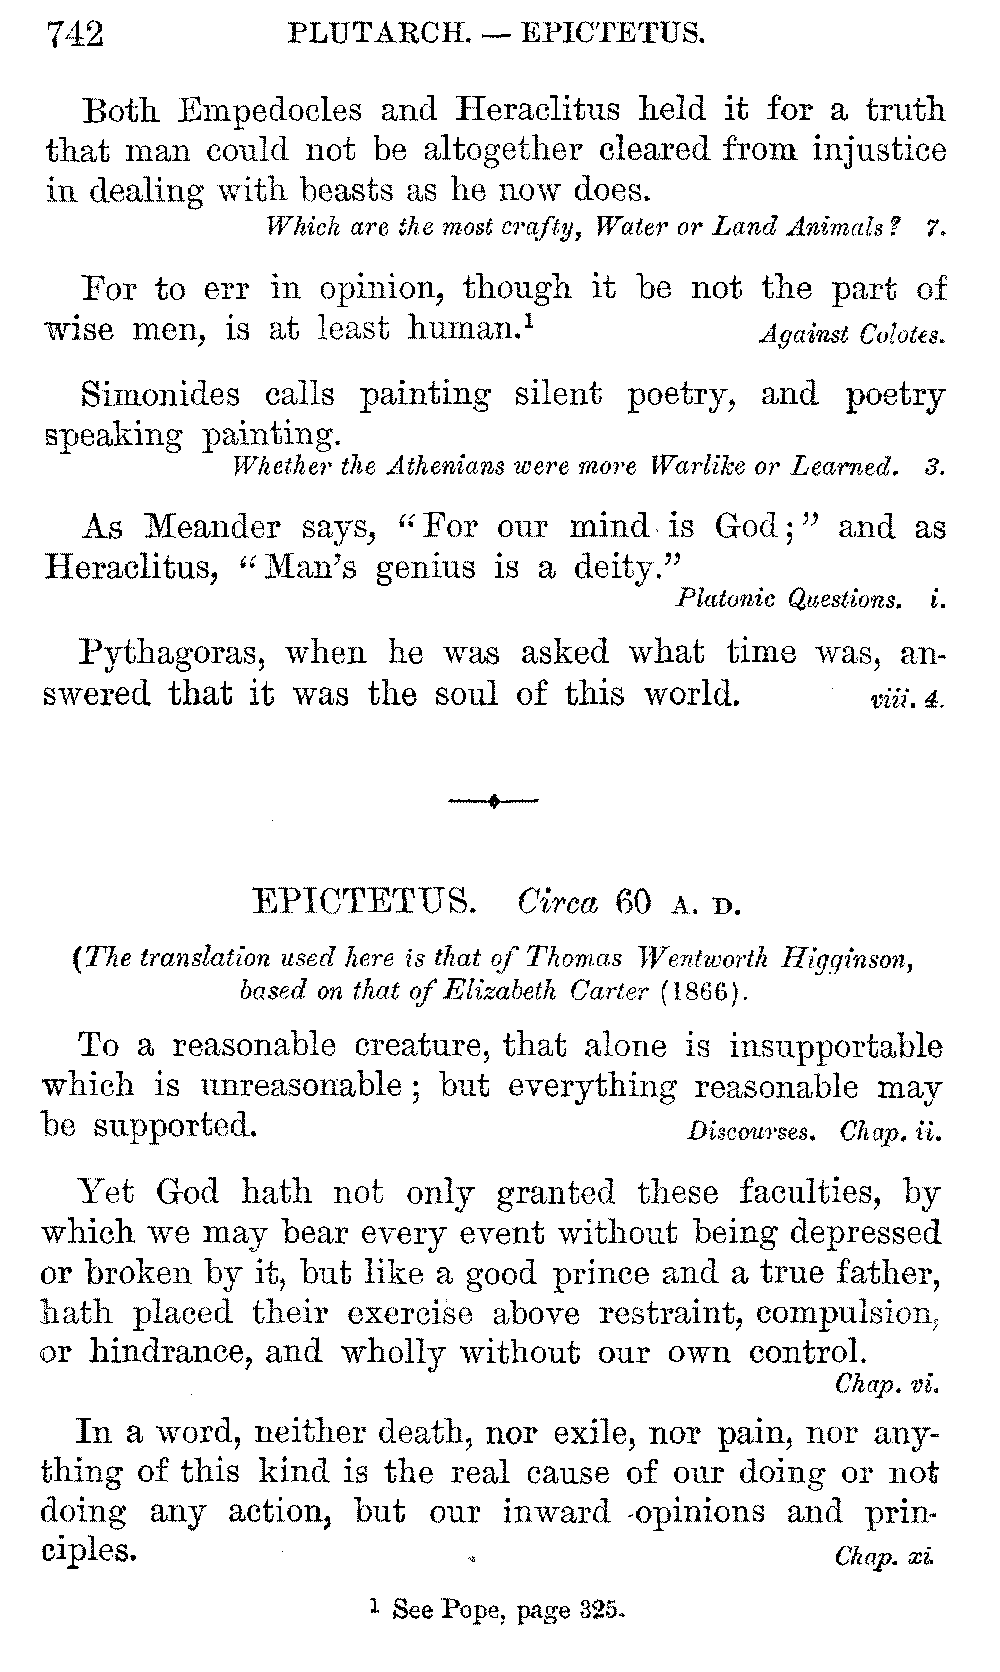 742 PLUTARCH. — EPICTETUS.
Both Empedocles and Heraclitus held it for a truth
that man could not be altogether cleared from injustice
in dealing with beasts as he now does.
Which are the most crafty, Water or Land Animals? 7.
For to err in opinion, though it be not the part of
wise men, is at least human.¹ Against Colotes.
Simonides calls painting silent poetry, and poetry
speaking painting.
Whether the Athenians were more Warlike or Learned. 3.
As Meander says, “For our mind is God;” and as
Heraclitus, “Man’s genius is a deity.”
Platonic Questions. i.
Pythagoras, when he was asked what time was, an-
swered that it was the soul of this world. viii. 4.
EPICTETUS. Circa 60 A. D.
(The translation used here is that of Thomas Wentworth Higginson,
based on that of Elizabeth Carter (1866).
To a reasonable creature, that alone is insupportable
which is unreasonable; but everything reasonable may
be supported. Discourses. Chap. ii.
Yet God hath not only granted these faculties, by
which we may bear every event without being depressed
or broken by it, but like a good prince and a true father,
hath placed their exercise above restraint, compulsion,
or hindrance, and wholly without our own control.
Chap. vi.
In a word, neither death, nor exile, nor pain, nor any-
thing of this kind is the real cause of our doing or not
doing any action, but our inward opinions and prin-
ciples. Chap. xi.
¹ See Pope, page 325.